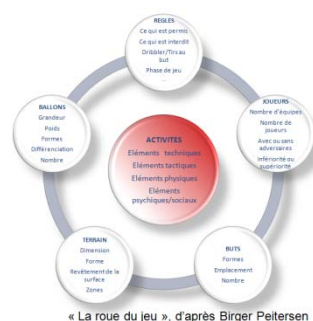 REGLES
Ce qui est permis
Ce qui est interdit
Dribbler/Tirs au
but
Phase de jeu
...
BALLONS
Grandeur
Poids
Formes
Différenciation
Nombre
JOUEURS
Nombre d'équipes
Nombre de
joueurs
Avec ou sans
adversaires
Infériorité ou
supériorité
ACTIVITES
Eléments techniques
Eléments tactiques
Eléments physiques
Eléments
psychiques/sociaux
TERRAIN
Dimension
Forme
Revêtement de la
surface
Zones
BUTS
Formes
Emplacement
Nombre
« La roue du jeu », d'après Birger Peitersen